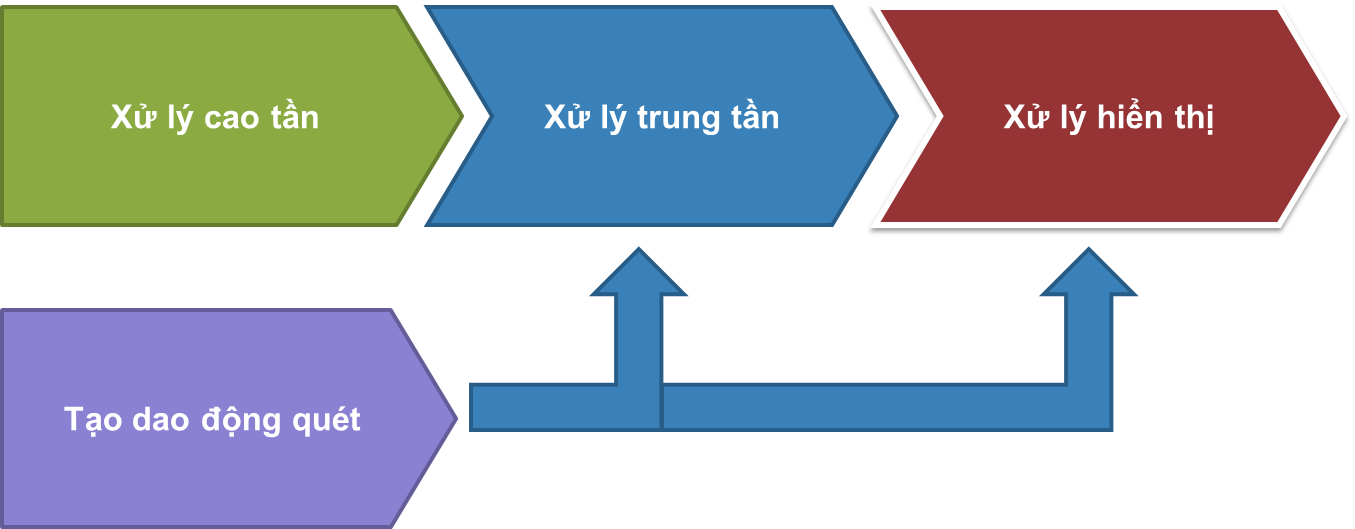 Xử lý cao tần
Xử lý trung tần
Xử lý hiển thị
Tạo dao động quét